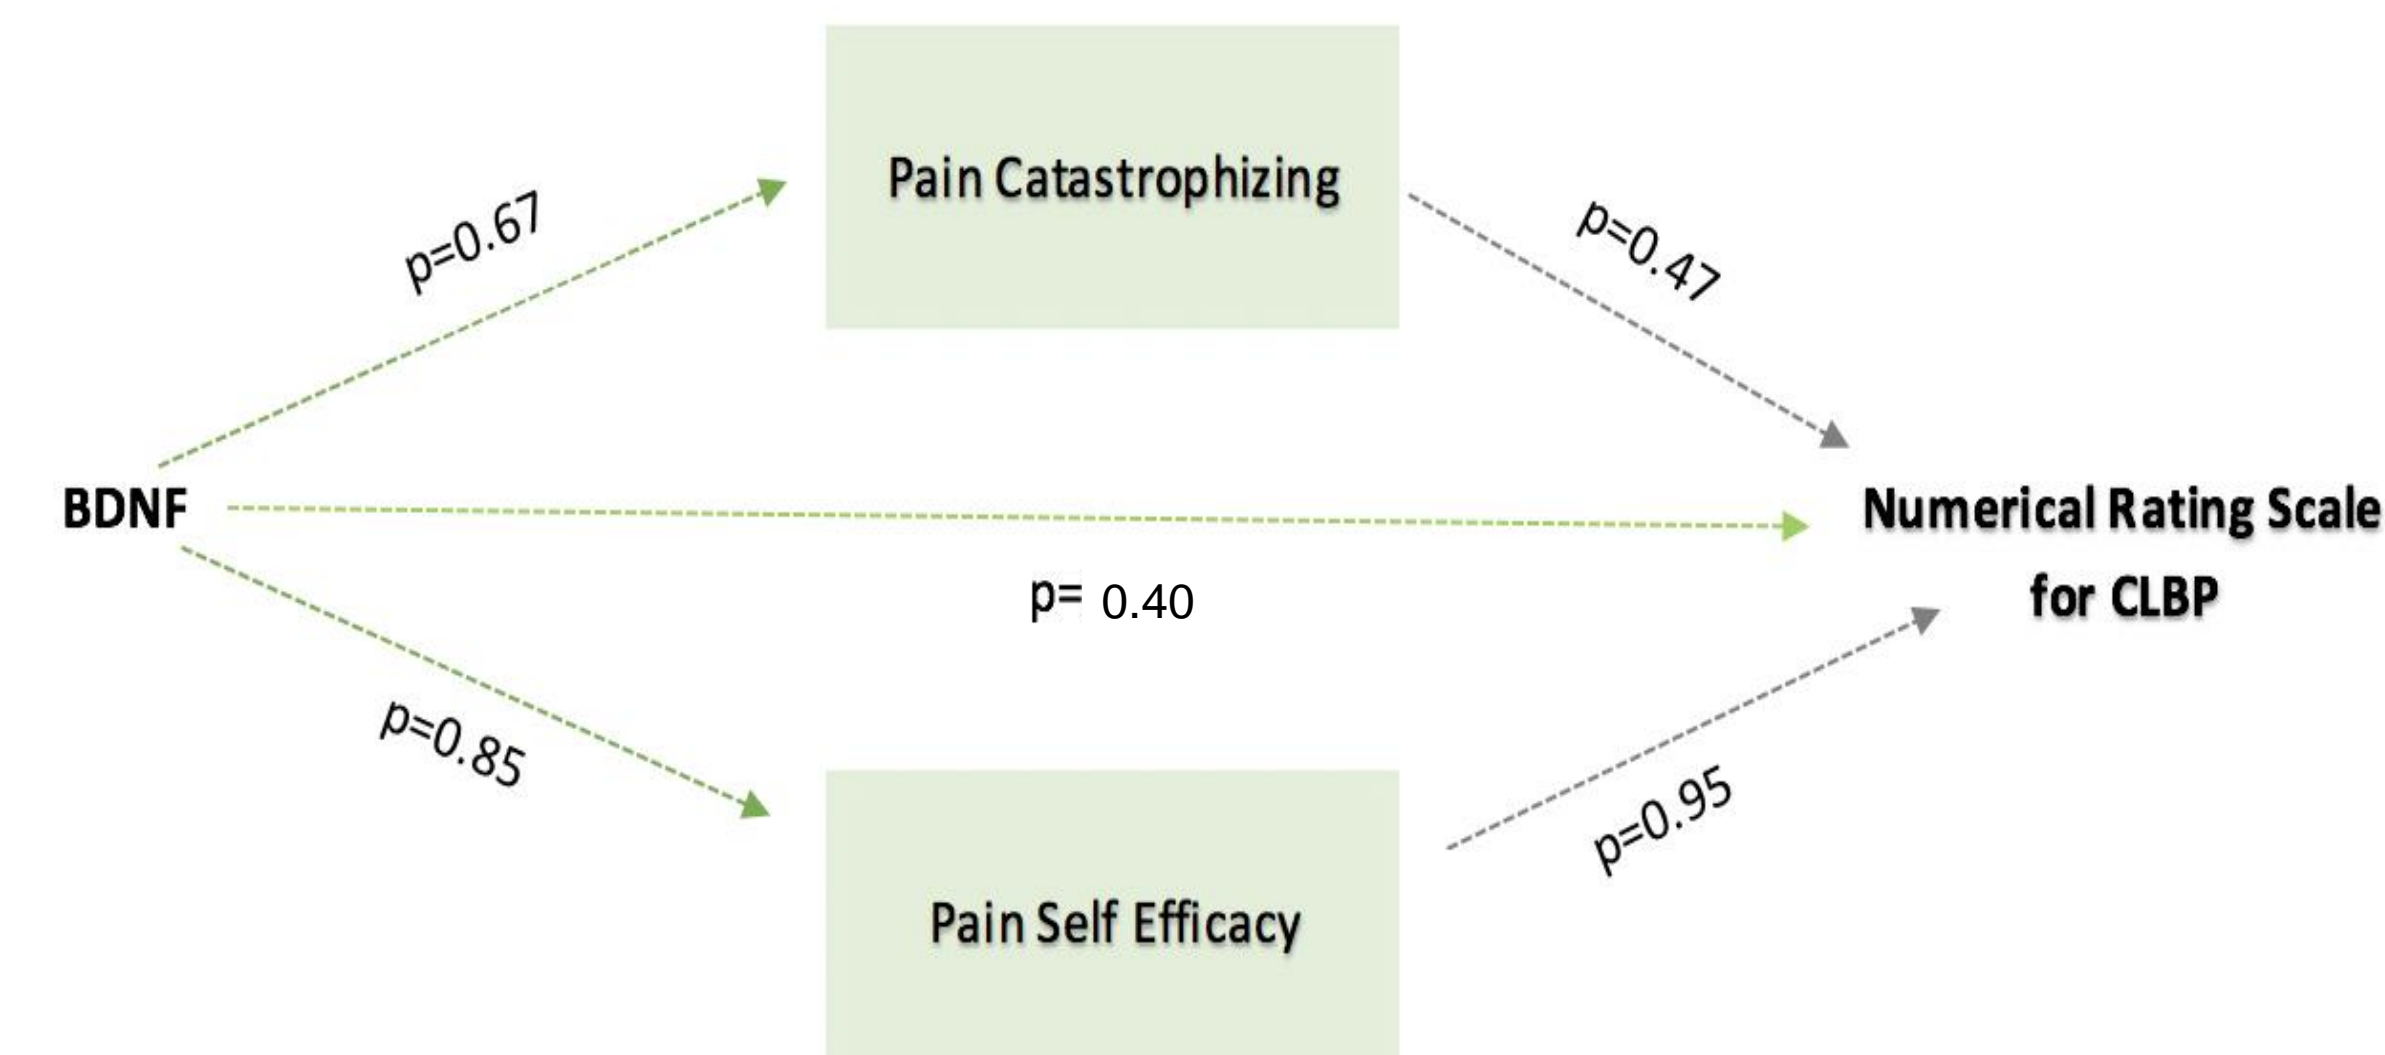 Pain Catastrophizing
p=0.67
p=0.47
BDNF
Numerical Rating Scale
for CLBP
p= 0.40
p=0.85
p=0.95
Pain Self Efficacy